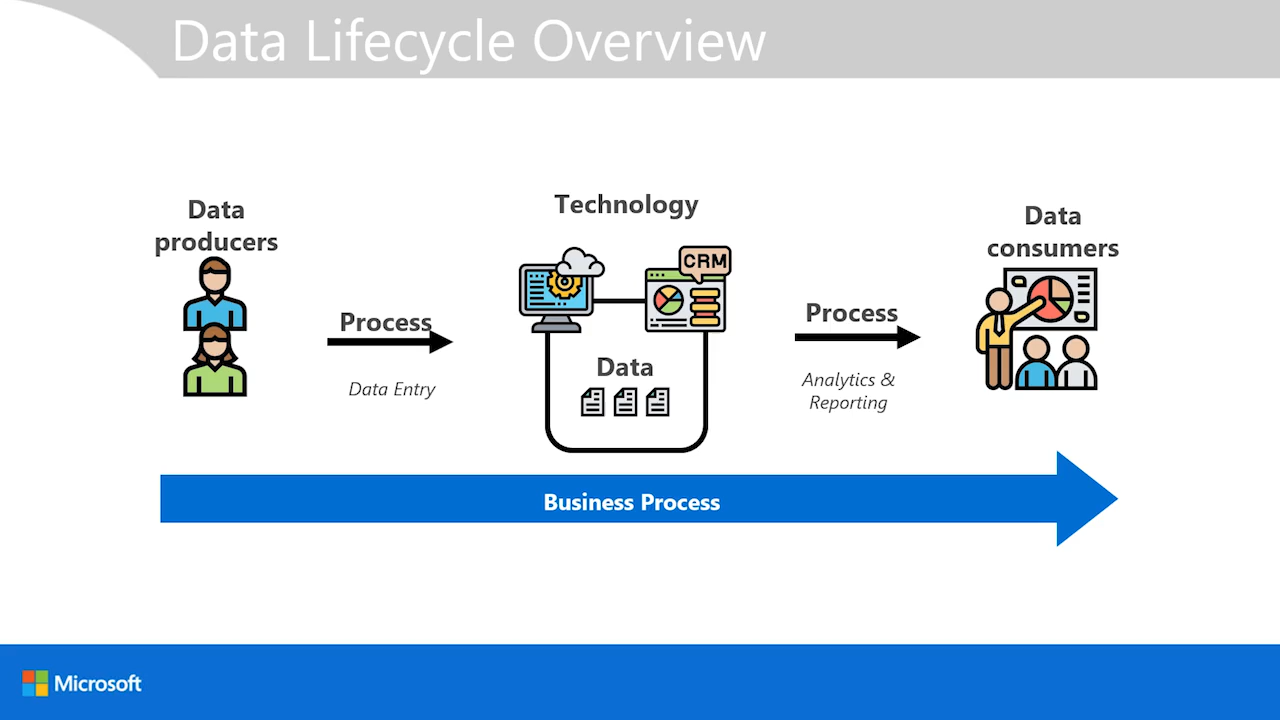 Data Lifecycle Overview
Data
producers
Process
Data Entry
Technology
CRM
Data
Process
Analytics &
Reporting
Data
consumers
Business Process
Microsoft